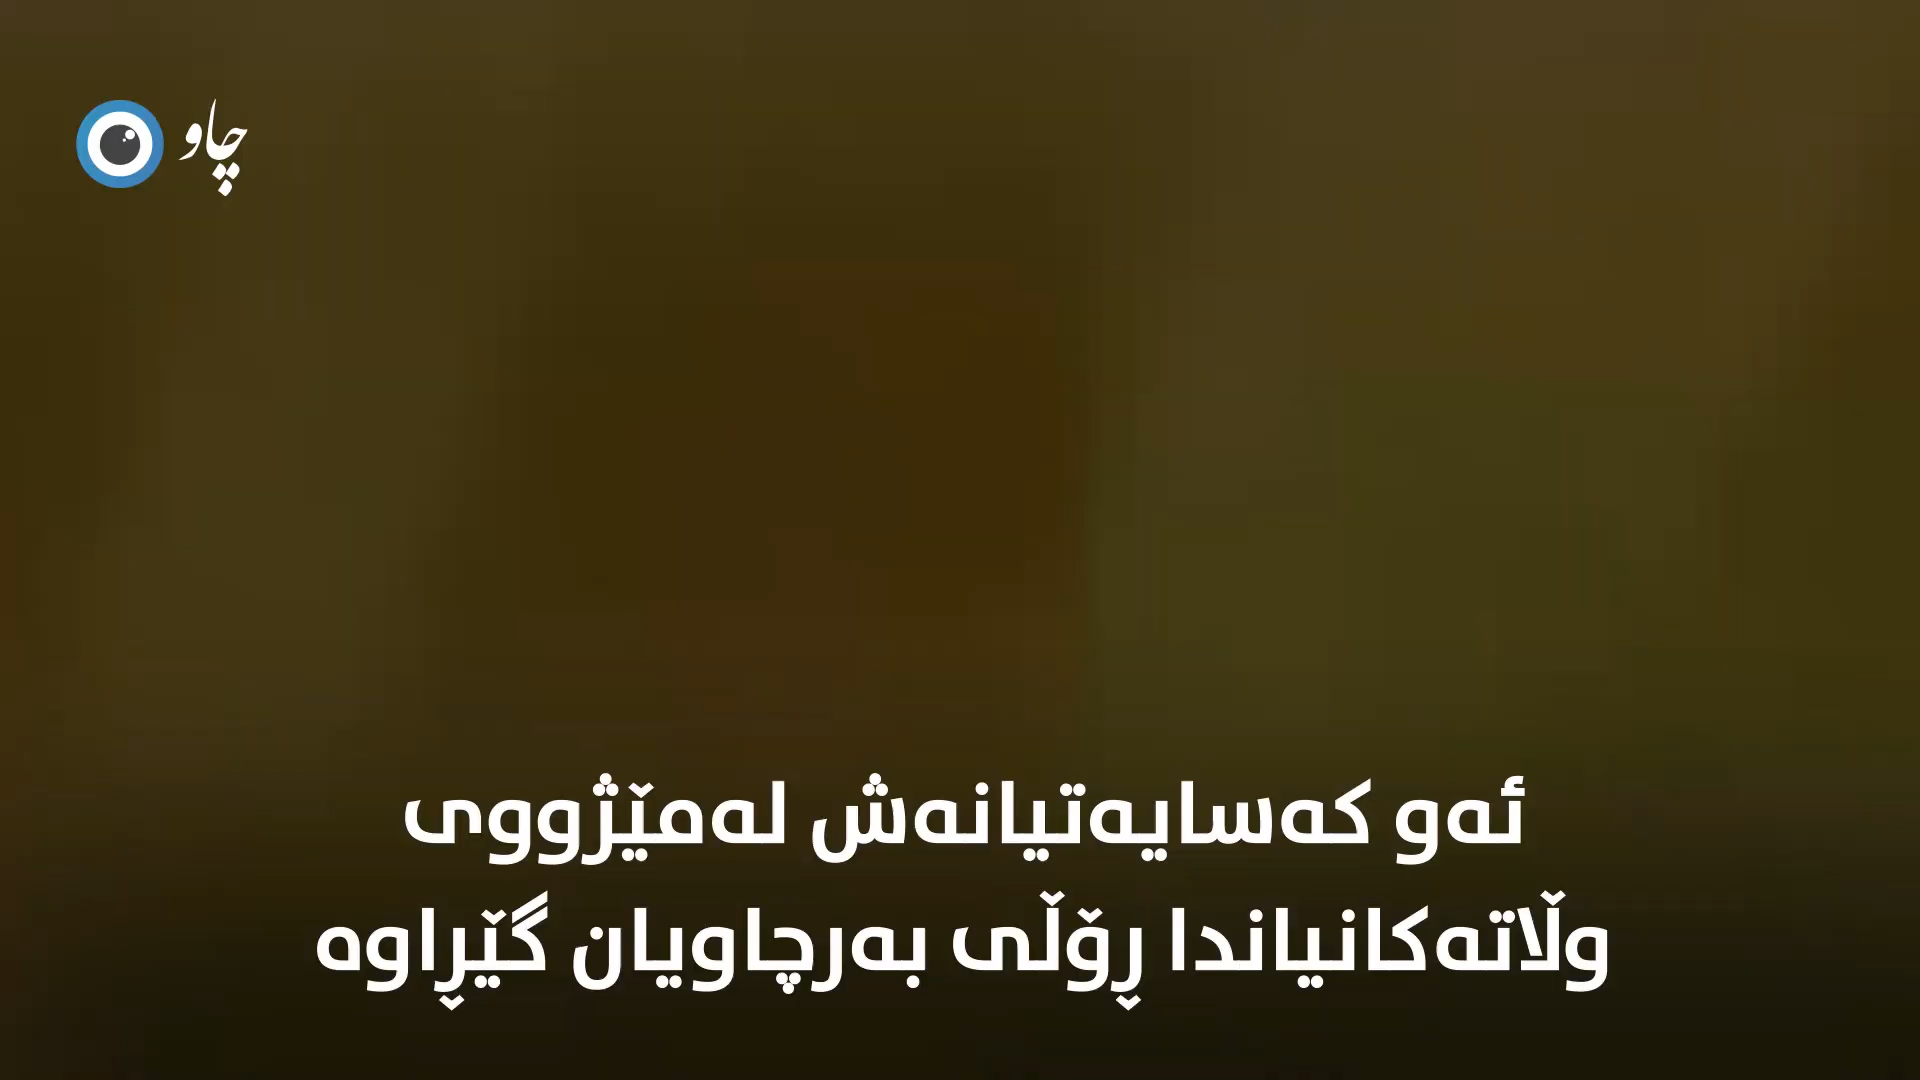 چاو
ئەو کەسایەتیانەش لەمێژووی
وڵاتەکانیاندا ڕۆڵی بەرچاویان گێڕاوە